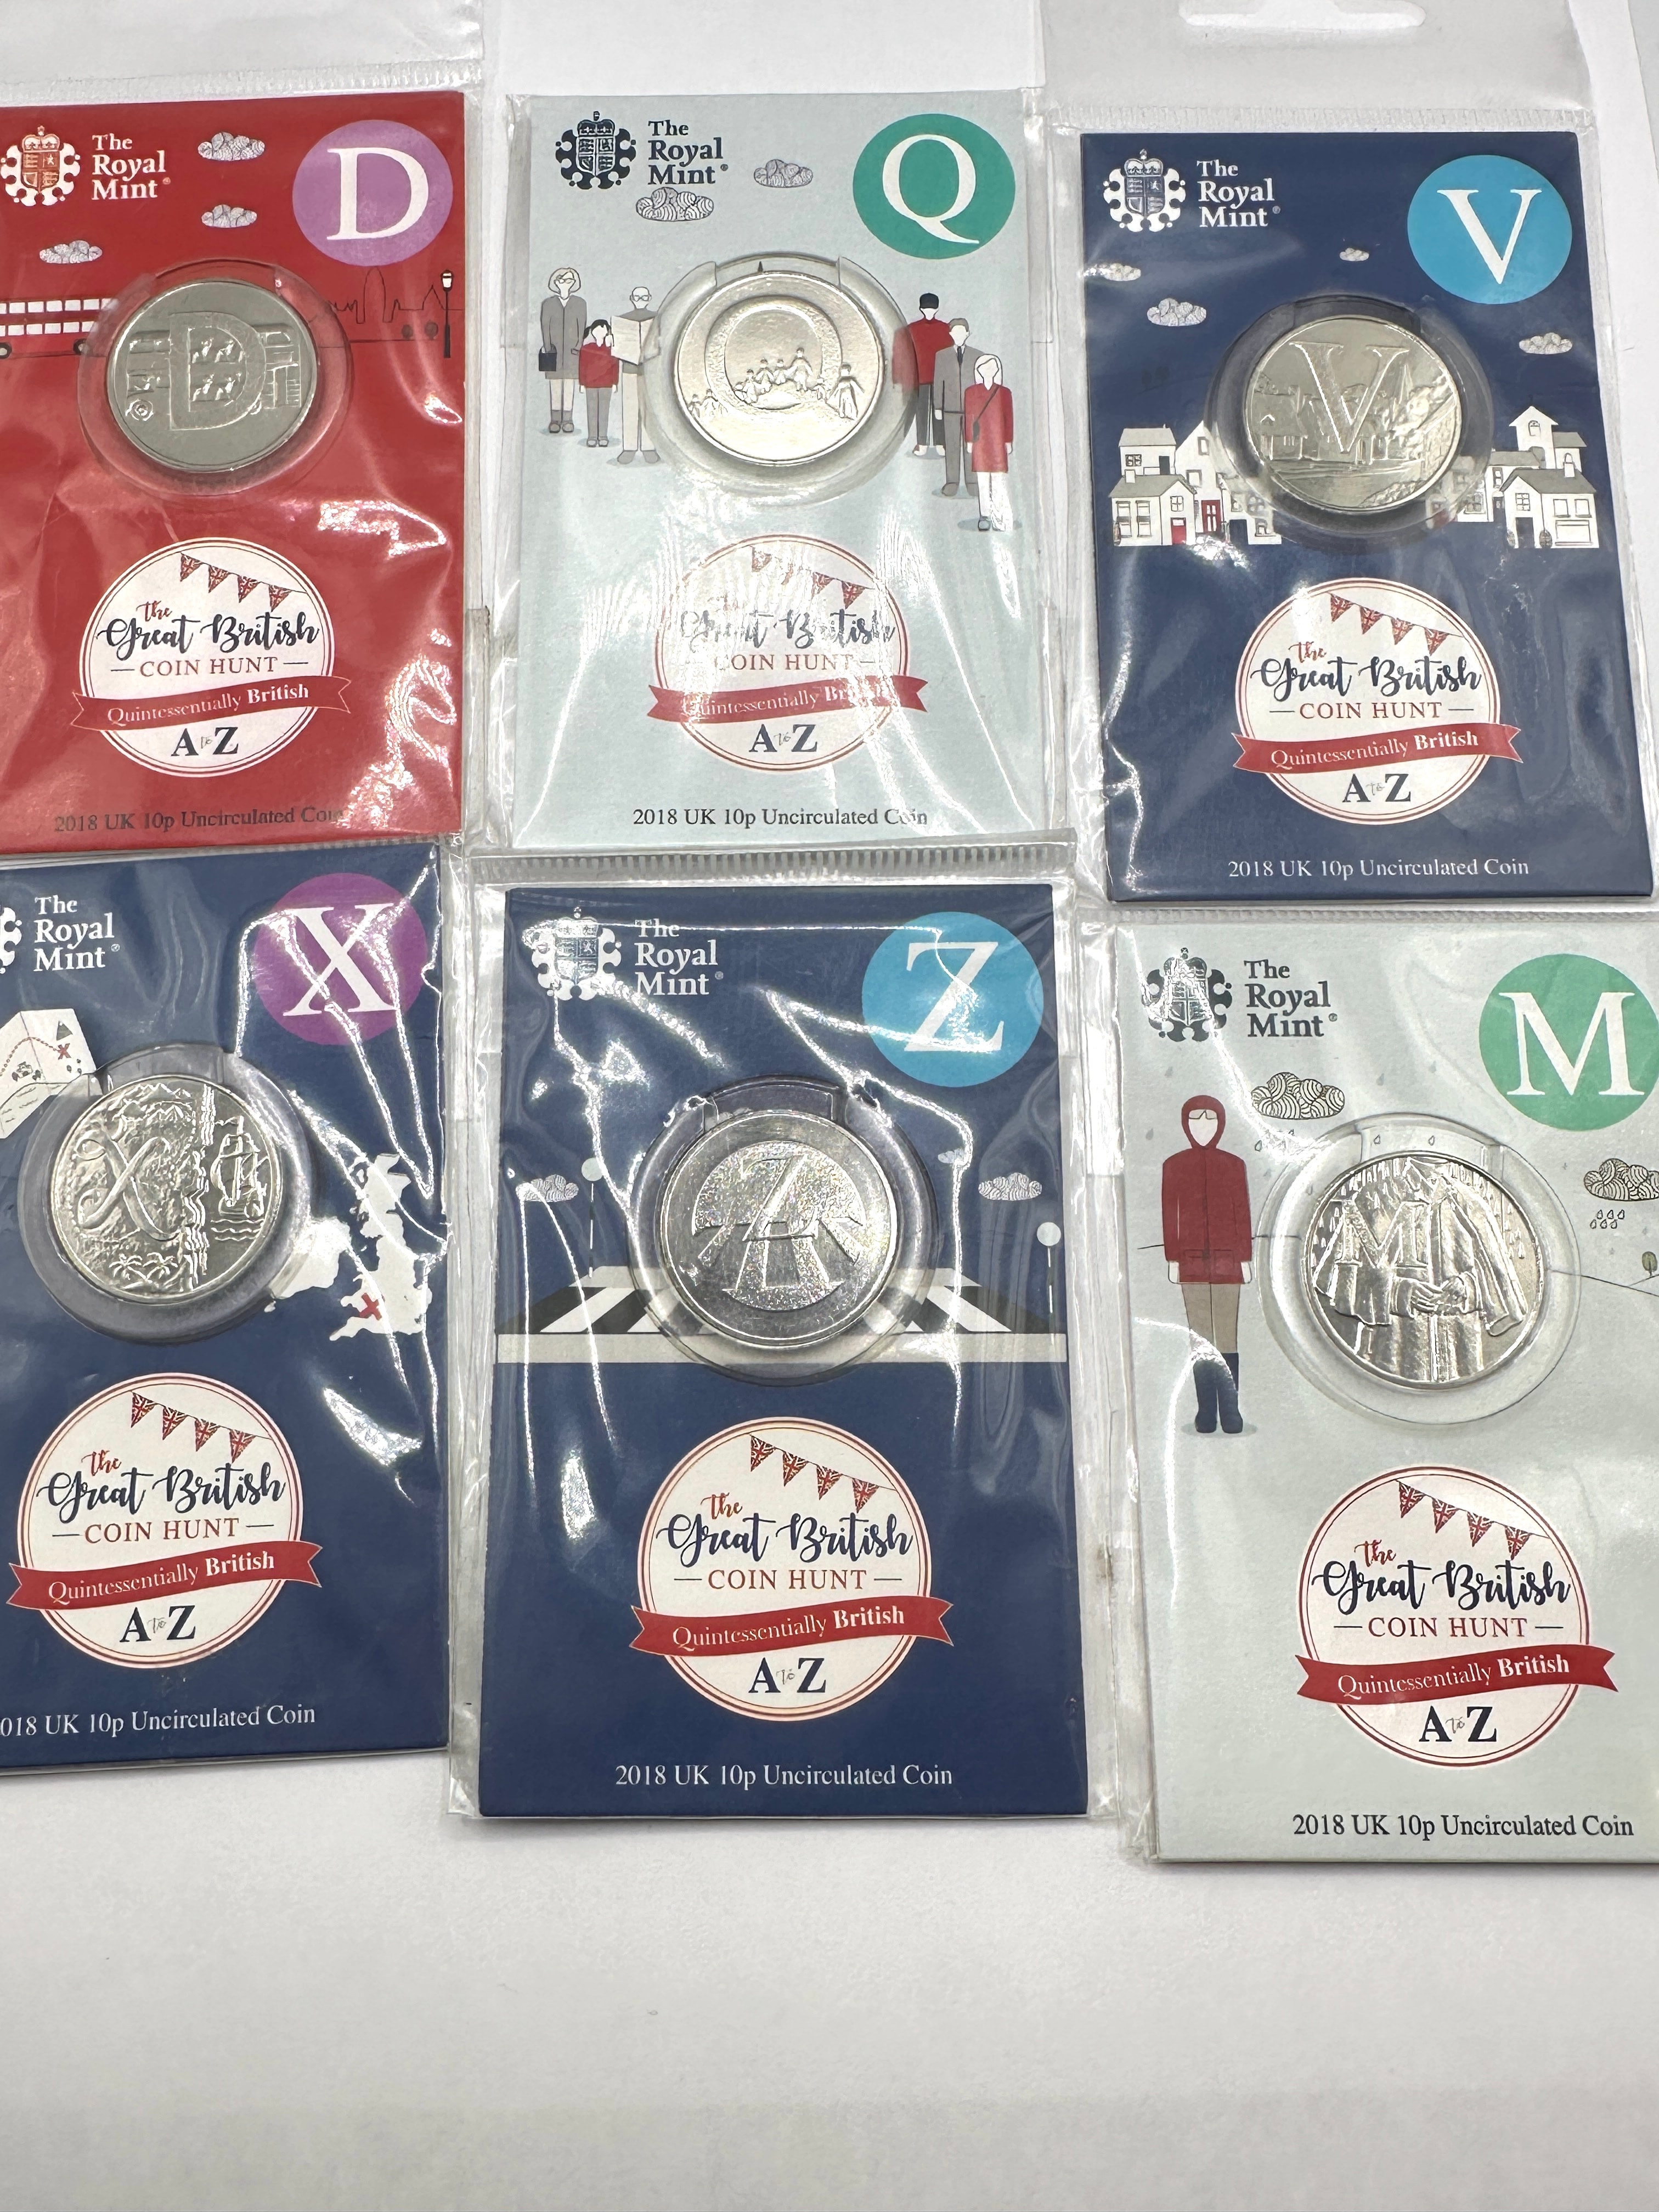 The
Royal
Mint®
D
D
The
Great British
COIN HUNT
Quintessentially British
A to Z
2018 UK 10p Uncirculated Coin
The
Royal
Mint®
Q
Q
Great British
COIN HUNT
Quintessentially British
A to Z
2018 UK 10p Uncirculated Coin
The
Royal
Mint®
V
V
The
Great British
COIN HUNT
Quintessentially British
A to Z
2018 UK 10p Uncirculated Coin
The
Royal
Mint®
X
X
The
Great British
COIN HUNT
Quintessentially British
A to Z
018 UK 10p Uncirculated Coin
The
Royal
Mint®
Z
Z
The
Great British
COIN HUNT
Quintessentially British
A to Z
2018 UK 10p Uncirculated Coin
The
Royal
Mint®
M
M
The
Great British
COIN HUNT
Quintessentially British
A to Z
2018 UK 10p Uncirculated Coin